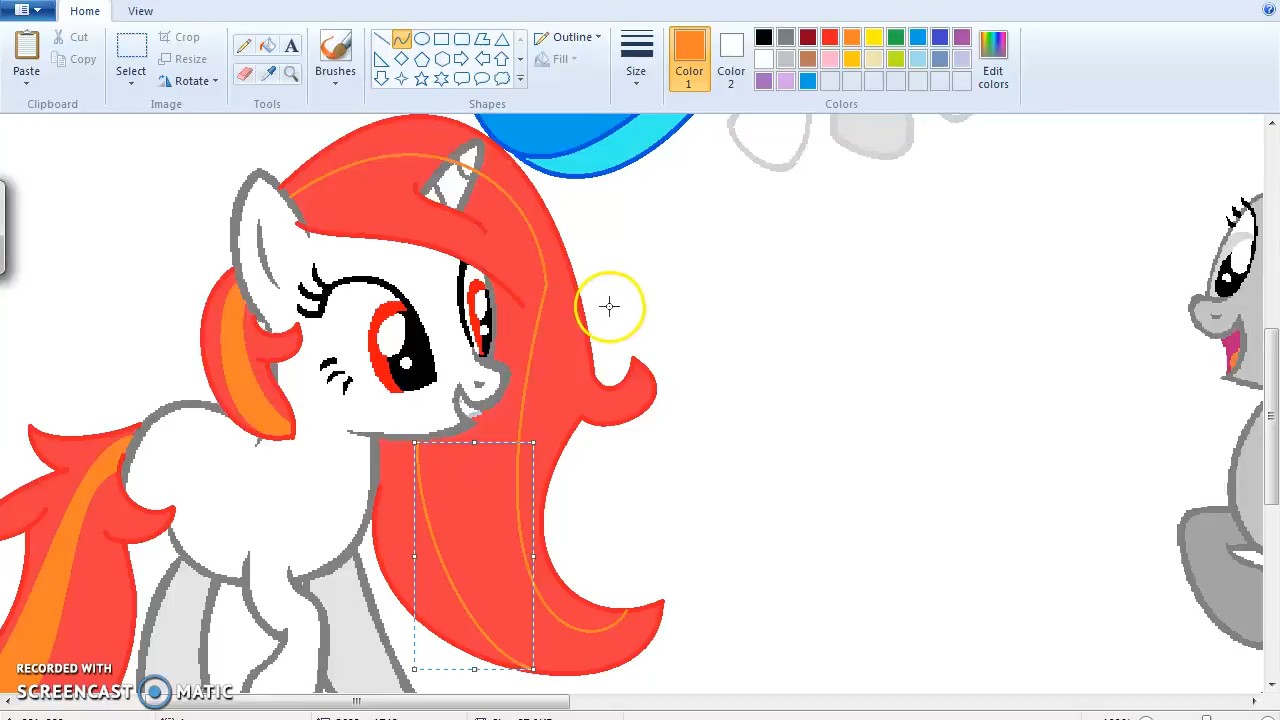 Home
View
Cut
Copy
Paste
Clipboard
Crop
Resize
Rotate
Select
Image
A
Tools
Brushes
Outline
Fill
Shapes
Size
Color 1
Color 2
Edit colors
Colors
RECORDED WITH
SCREENCAST MATIC